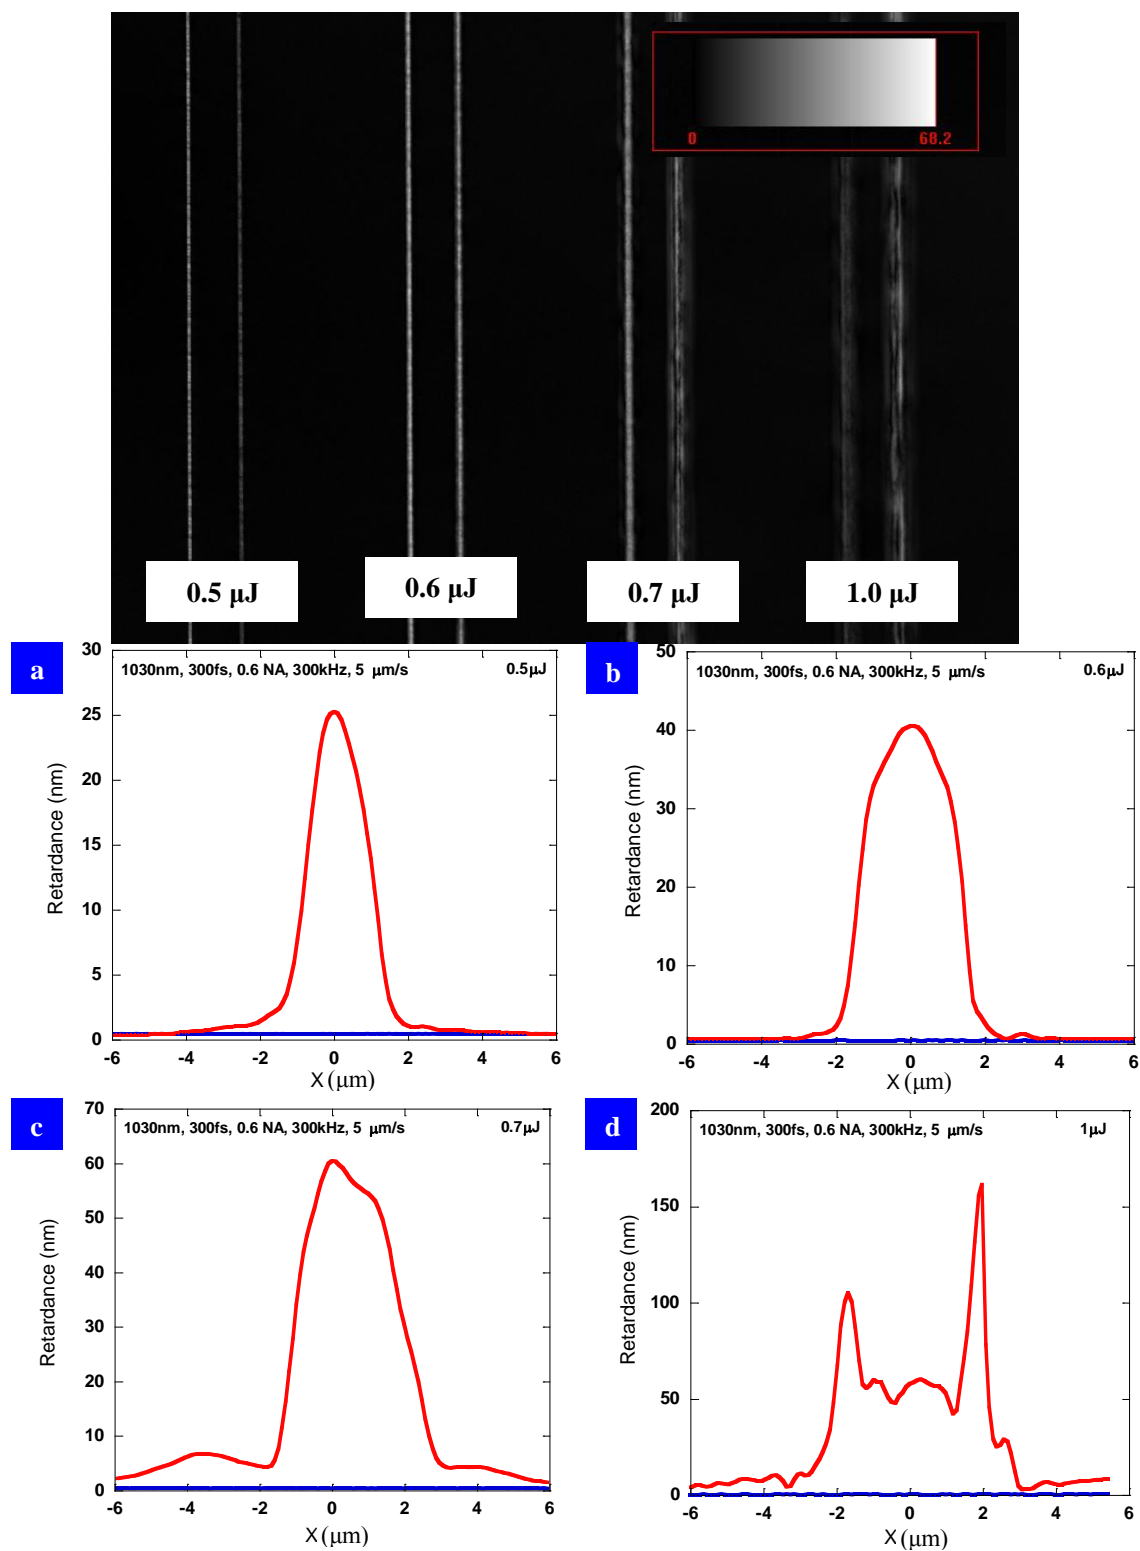 0 68.2
0.5 μJ 0.6 μJ 0.7 μJ 1.0 μJ
a
1030nm, 300fs, 0.6 NA, 300kHz, 5 μm/s 0.5μJ
30
25
20
15
10
5
0
Retardance (nm)
-6 -4 -2 0 2 4 6
X (μm)
b
1030nm, 300fs, 0.6 NA, 300kHz, 5 μm/s 0.6μJ
50
40
30
20
10
0
Retardance (nm)
-6 -4 -2 0 2 4 6
X (μm)
c
1030nm, 300fs, 0.6 NA, 300kHz, 5 μm/s 0.7μJ
70
60
50
40
30
20
10
0
Retardance (nm)
-6 -4 -2 0 2 4 6
X (μm)
d
1030nm, 300fs, 0.6 NA, 300kHz, 5 μm/s 1μJ
200
150
100
50
0
Retardance (nm)
-6 -4 -2 0 2 4 6
X (μm)